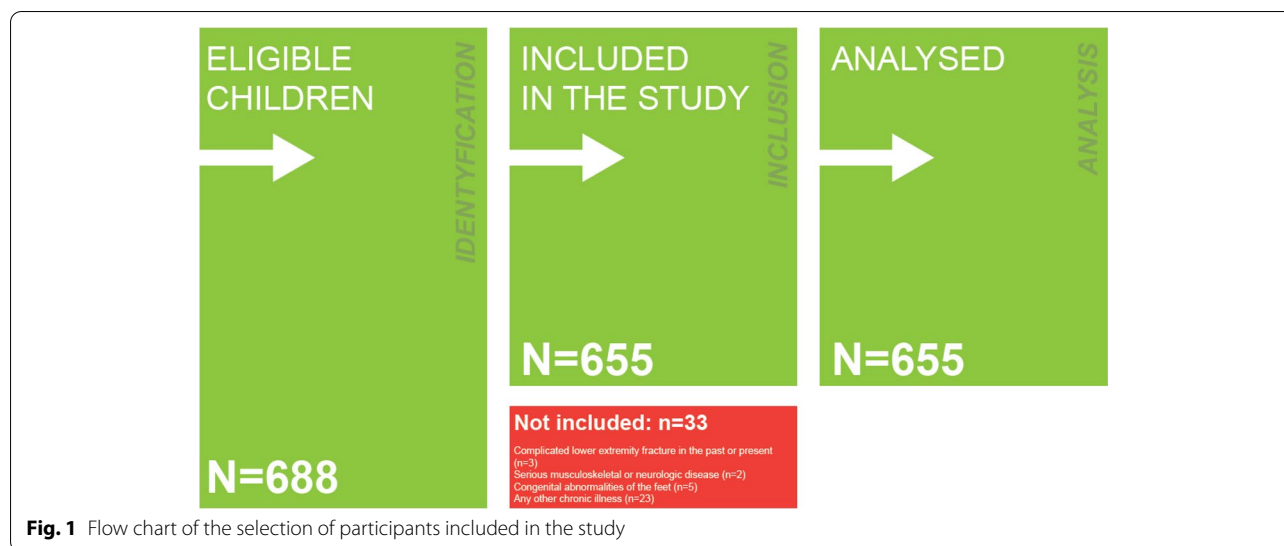 ELIGIBLE
CHILDREN
IDENTYFICATION
N=688
INCLUDED
IN THE STUDY
INCLUSION
N=655
Not included: n=33
Complicated lower extremity fracture in the past or present
(n=3)
Serious musculoskeletal or neurologic disease (n=2)
Congenital abnormalities of the feet (n=5)
Any other chronic illness (n=23)
ANALYSED
ANALYSIS
N=655
Fig. 1 Flow chart of the selection of participants included in the study